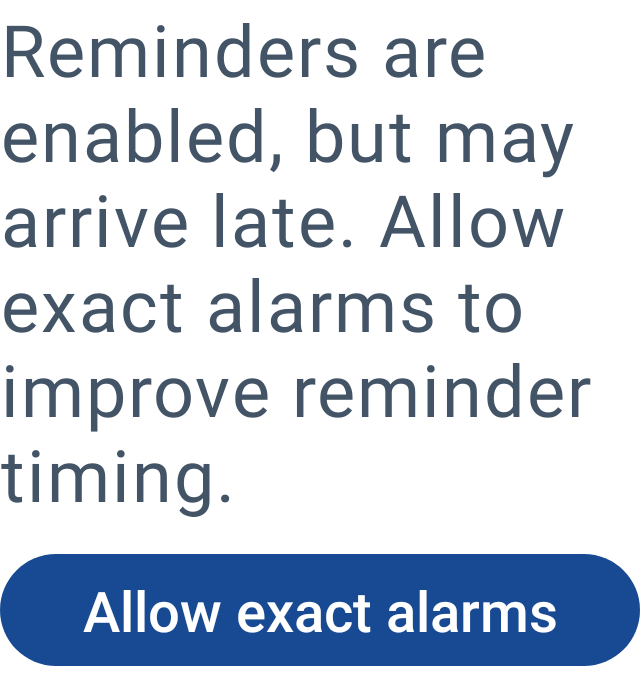 Reminders are
enabled, but may
arrive late. Allow
exact alarms to
improve reminder
timing.
Allow exact alarms